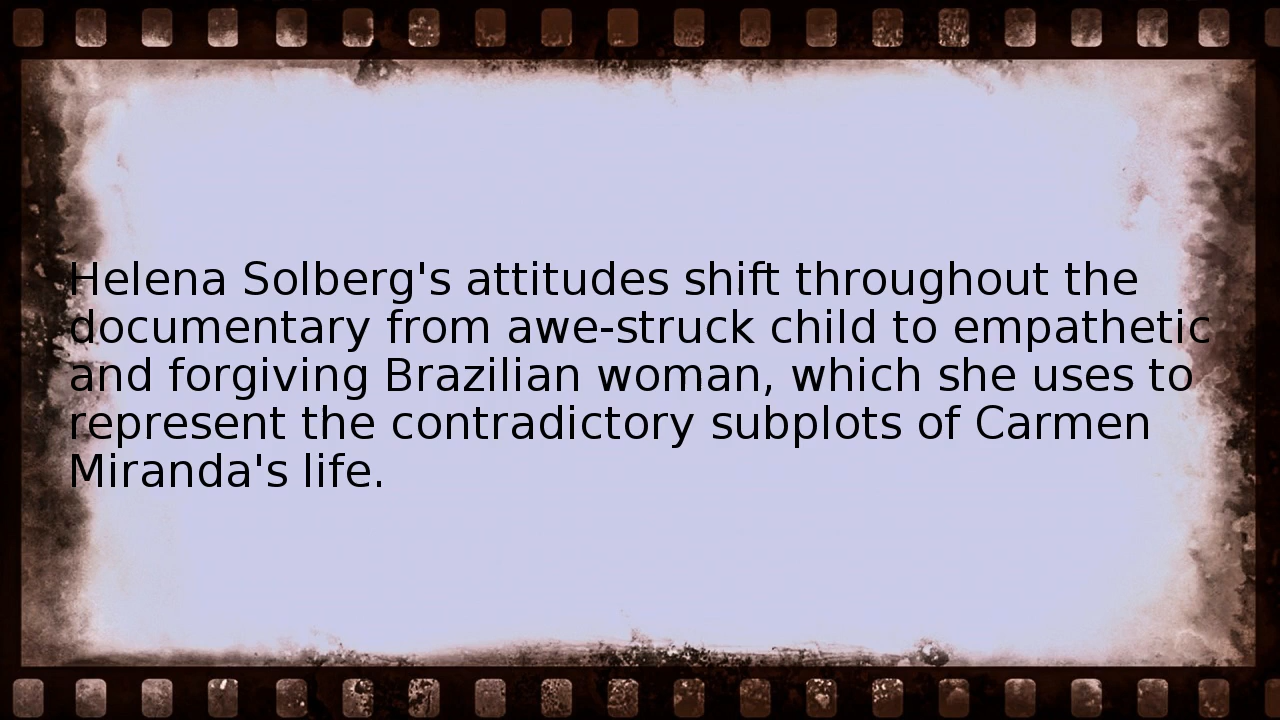 Helena Solberg's attitudes shift throughout the
documentary from awe-struck child to empathetic
and forgiving Brazilian woman, which she uses to
represent the contradictory subplots of Carmen
Miranda's life.